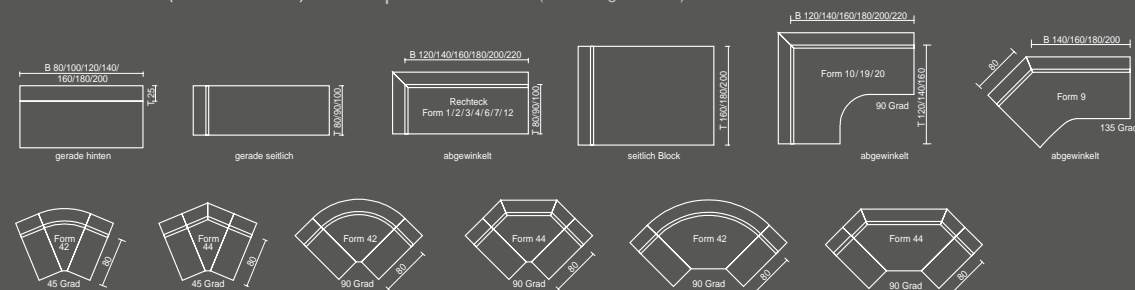 B 80/100/120/140/
160/180/200
T 25
gerade hinten
T 80/90/100
gerade seitlich
B 120/140/160/180/200/220
Rechteck
Form 1/2/3/4/6/7/12
T 80/90/100
abgewinkelt
T 160/180/200
seitlich Block
B 120/140/160/180/200/220
Form 10/19/20
90 Grad
T 120/140/160
abgewinkelt
80
B 140/160/180/200
Form 9
135 Grad
abgewinkelt
Form
42
80
45 Grad
Form
44
80
45 Grad
Form 42
80
90 Grad
Form 44
80
90 Grad
Form 42
80
90 Grad
Form 44
80
90 Grad